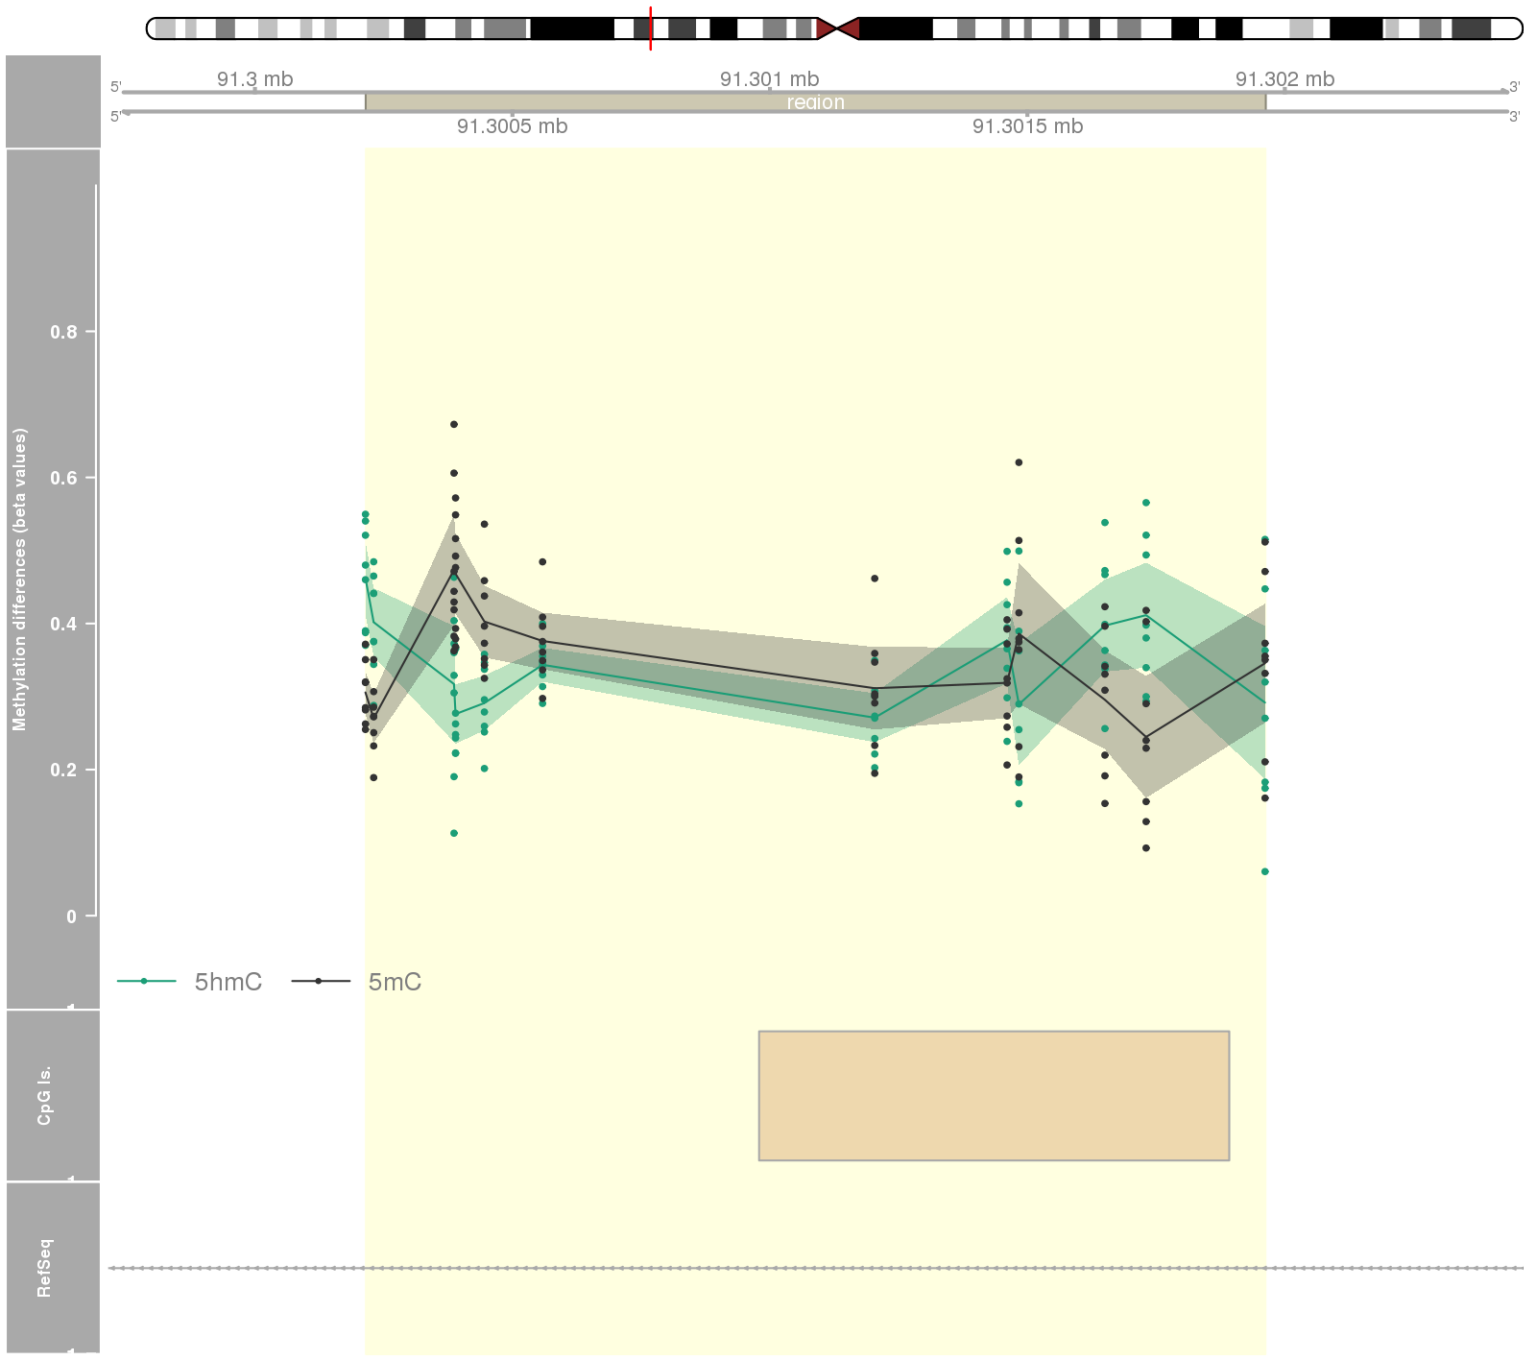 91.3 mb 91.301 mb 91.302 mb
5' 3'
region
5' 3'
91.3005 mb 91.3015 mb
Methylation differences (beta values)
0.8
0.6
0.4
0.2
0
5hmC 5mC
CpG Is.
RefSeq